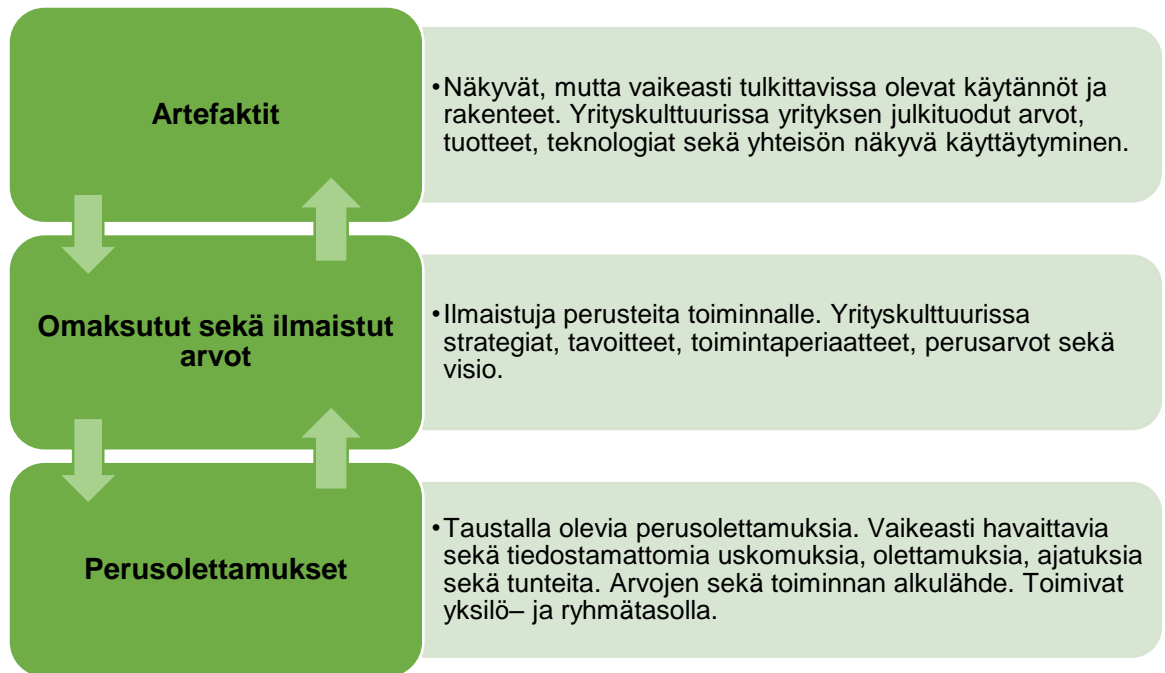 Artefaktit
•Näkyvät, mutta vaikeasti tulkittavissa olevat käytännöt ja
rakenteet. Yrityskulttuurissa yrityksen julkituodut arvot,
tuotteet, teknologiat sekä yhteisön näkyvä käyttäytyminen.
Omaksutut sekä ilmaistut
arvot
•Ilmaistuja perusteita toiminnalle. Yrityskulttuurissa
strategiat, tavoitteet, toimintaperiaatteet, perusarvot sekä
visio.
Perusolettamukset
•Taustalla olevia perusolettamuksia. Vaikeasti havaittavia
sekä tiedostamattomia uskomuksia, olettamuksia, ajatuksia
sekä tunteita. Arvojen sekä toiminnan alkulähde. Toimivat
yksilö– ja ryhmätasolla.